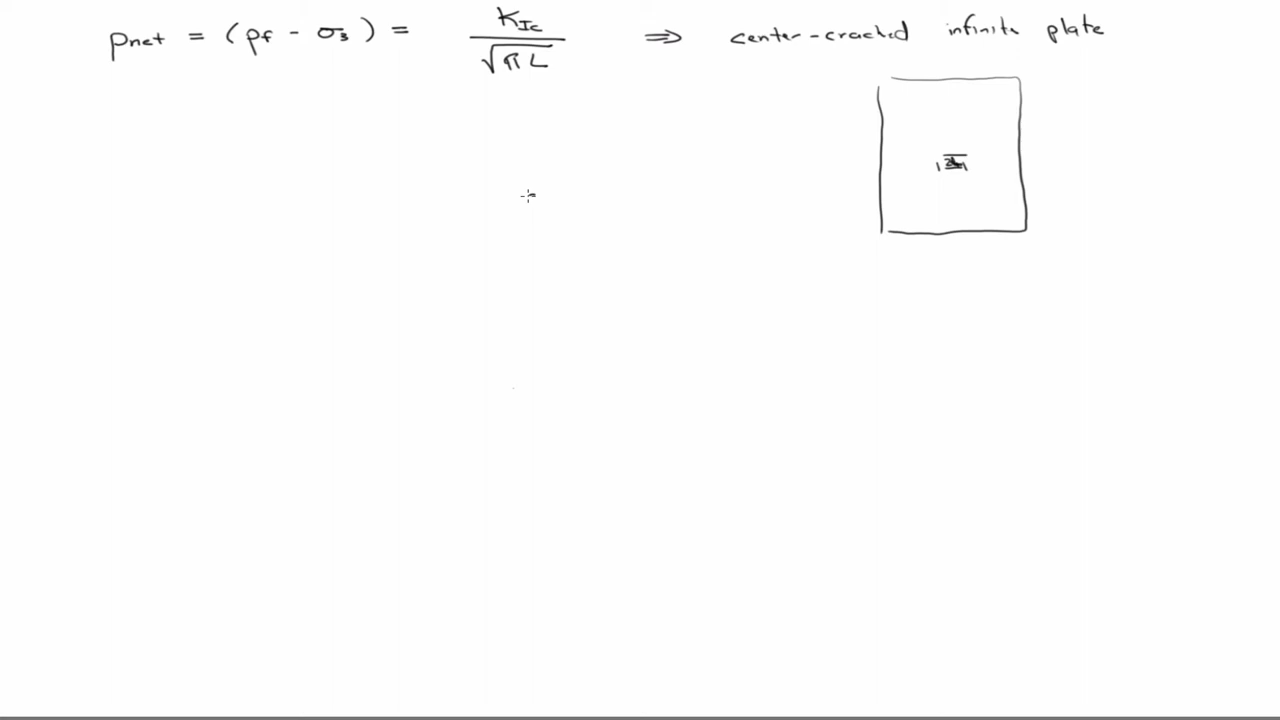 pnet = (pf - σ3) = KIc / √πL ⇒ center-cracked infinite plate